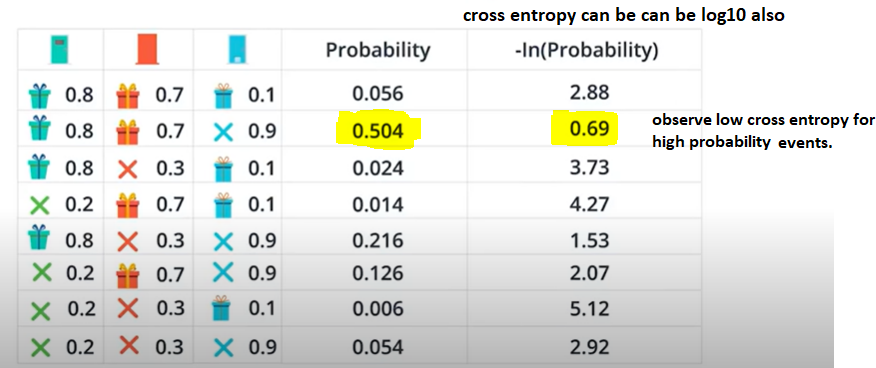 cross entropy can be can be log10 also
Probability -ln(Probability)
0.8 0.7 0.1 0.056 2.88
0.8 0.7 0.9 0.504 0.69
observe low cross entropy for
high probability events.
0.8 0.3 0.1 0.024 3.73
0.2 0.7 0.1 0.014 4.27
0.8 0.3 0.9 0.216 1.53
0.2 0.7 0.9 0.126 2.07
0.2 0.3 0.1 0.006 5.12
0.2 0.3 0.9 0.054 2.92